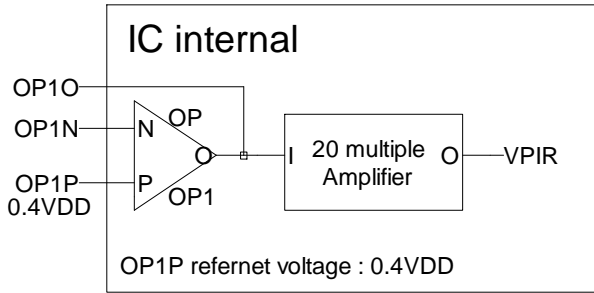 IC internal
OP1O
OP1N
N
OP
OP1P
0.4VDD
P
O
OP1
I
20 multiple
Amplifier
O
VPIR
OP1P refernet voltage : 0.4VDD